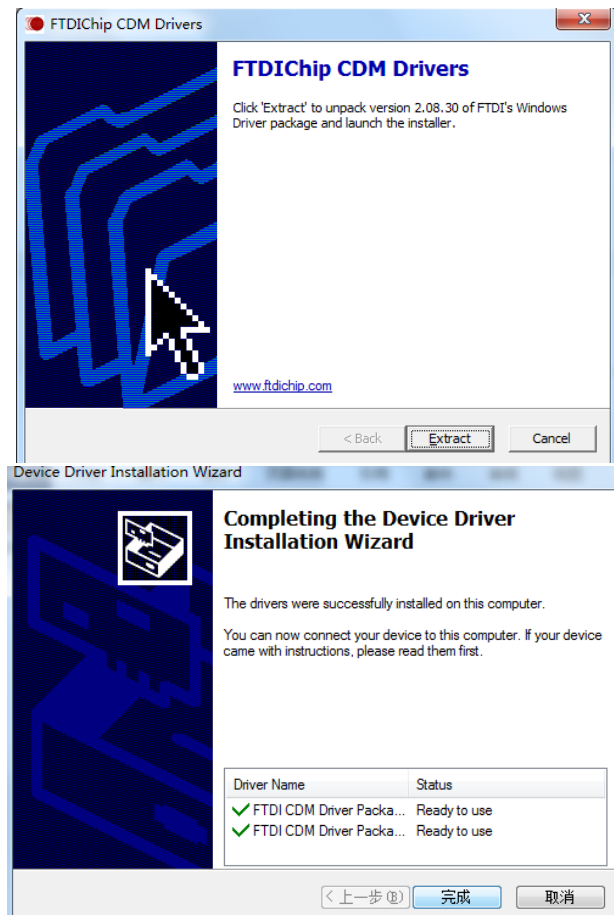 FTDIChip CDM Drivers
FTDIChip CDM Drivers
Click 'Extract' to unpack version 2.08.30 of FTDI's Windows
Driver package and launch the installer.
www.ftdichip.com
< Back
Extract
Cancel
Device Driver Installation Wizard
Completing the Device Driver
Installation Wizard
The drivers were successfully installed on this computer.
You can now connect your device to this computer. If your device
came with instructions, please read them first.
Driver Name Status
FTDI CDM Driver Packa... Ready to use
FTDI CDM Driver Packa... Ready to use
< 上一步(B)
完成
取消